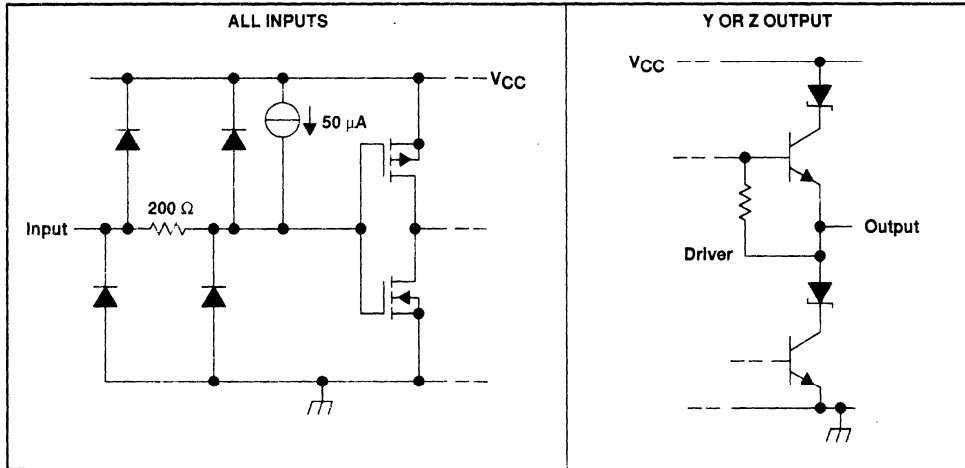 ALL INPUTS
VCC
50 µA
200 Ω
Input
Y OR Z OUTPUT
VCC
Output
Driver